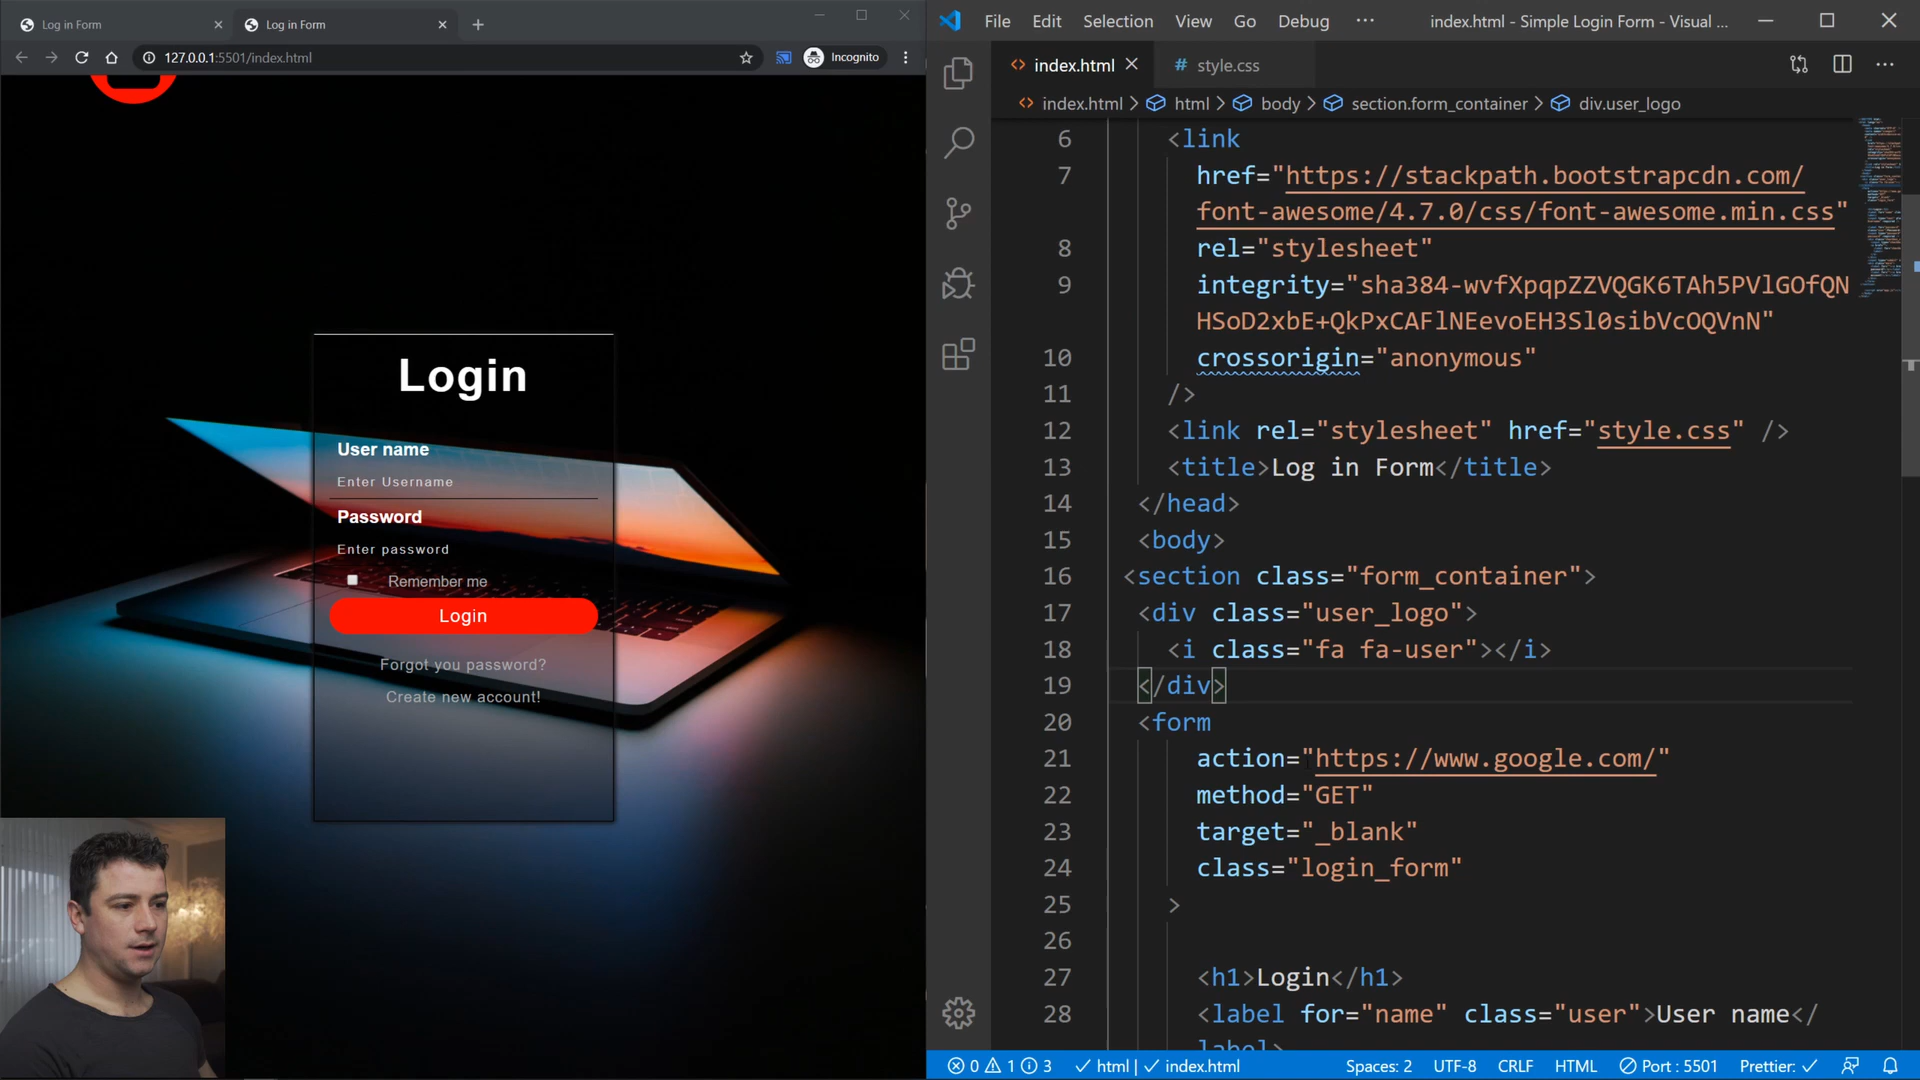 Log in Form
Log in Form
127.0.0.1:5501/index.html
Incognito
Login
User name
Enter Username
Password
Enter password
Remember me
Login
Forgot you password?
Create new account!
File Edit Selection View Go Debug ··· index.html - Simple Login Form - Visual ...
index.html
# style.css
index.html > html > body > section.form_container > div.user_logo
6 <link
7 href="https://stackpath.bootstrapcdn.com/
font-awesome/4.7.0/css/font-awesome.min.css"
8 rel="stylesheet"
9 integrity="sha384-wvfXpqpZZVQGK6TAh5PVlGOfQN
HSoD2xbE+QkPxCAFlNEevoEH3Sl0sibVcOQVnN"
10 crossorigin="anonymous"
11 />
12 <link rel="stylesheet" href="style.css" />
13 <title>Log in Form</title>
14 </head>
15 <body>
16 <section class="form_container">
17 <div class="user_logo">
18 <i class="fa fa-user"></i>
19 </div>
20 <form
21 action="https://www.google.com/"
22 method="GET"
23 target="_blank"
24 class="login_form"
25 >
26
27 <h1>Login</h1>
28 <label for="name" class="user">User name</
label>
0 1 3 html | index.html Spaces: 2 UTF-8 CRLF HTML Port : 5501 Prettier: ✓